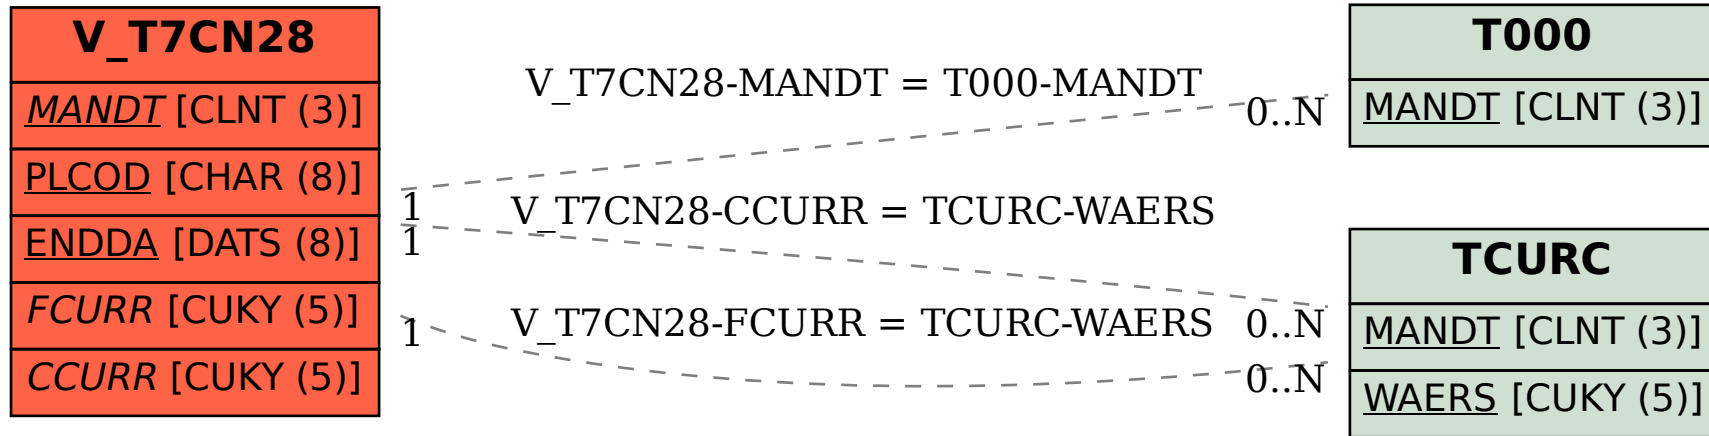 V_T7CN28
MANDT [CLNT (3)]
PLCOD [CHAR (8)]
ENDDA [DATS (8)]
FCURR [CUKY (5)]
CCURR [CUKY (5)]
V_T7CN28-MANDT = T000-MANDT
0..N
1
V_T7CN28-CCURR = TCURC-WAERS
1
V_T7CN28-FCURR = TCURC-WAERS
0..N
1
0..N
T000
MANDT [CLNT (3)]
TCURC
MANDT [CLNT (3)]
WAERS [CUKY (5)]